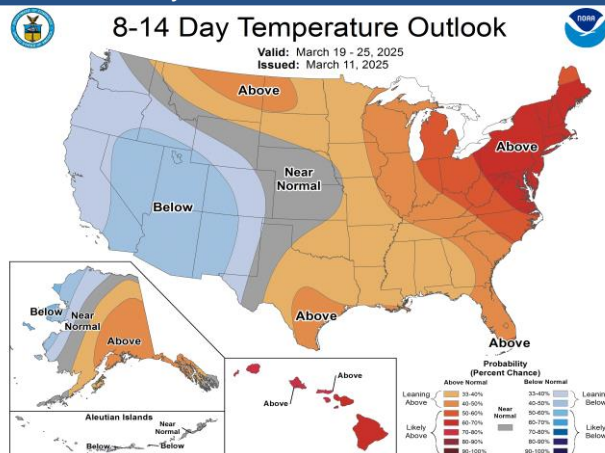 8-14 Day Temperature Outlook
Valid: March 19 - 25, 2025
Issued: March 11, 2025
NOAA
Above
Above
Near
Normal
Below
Above
Above
Below
Near
Normal
Above
Aleutian Islands
Below
Below
Near
Normal
Above
Above
Probability
(Percent Chance)
Above Normal
Below Normal
Leaning
Above
33-40%
40-50%
Near
Normal
33-40%
40-50%
Leaning
Below
Likely
Above
50-60%
60-70%
70-80%
80-90%
90-100%
50-60%
60-70%
70-80%
80-90%
90-100%
Likely
Below